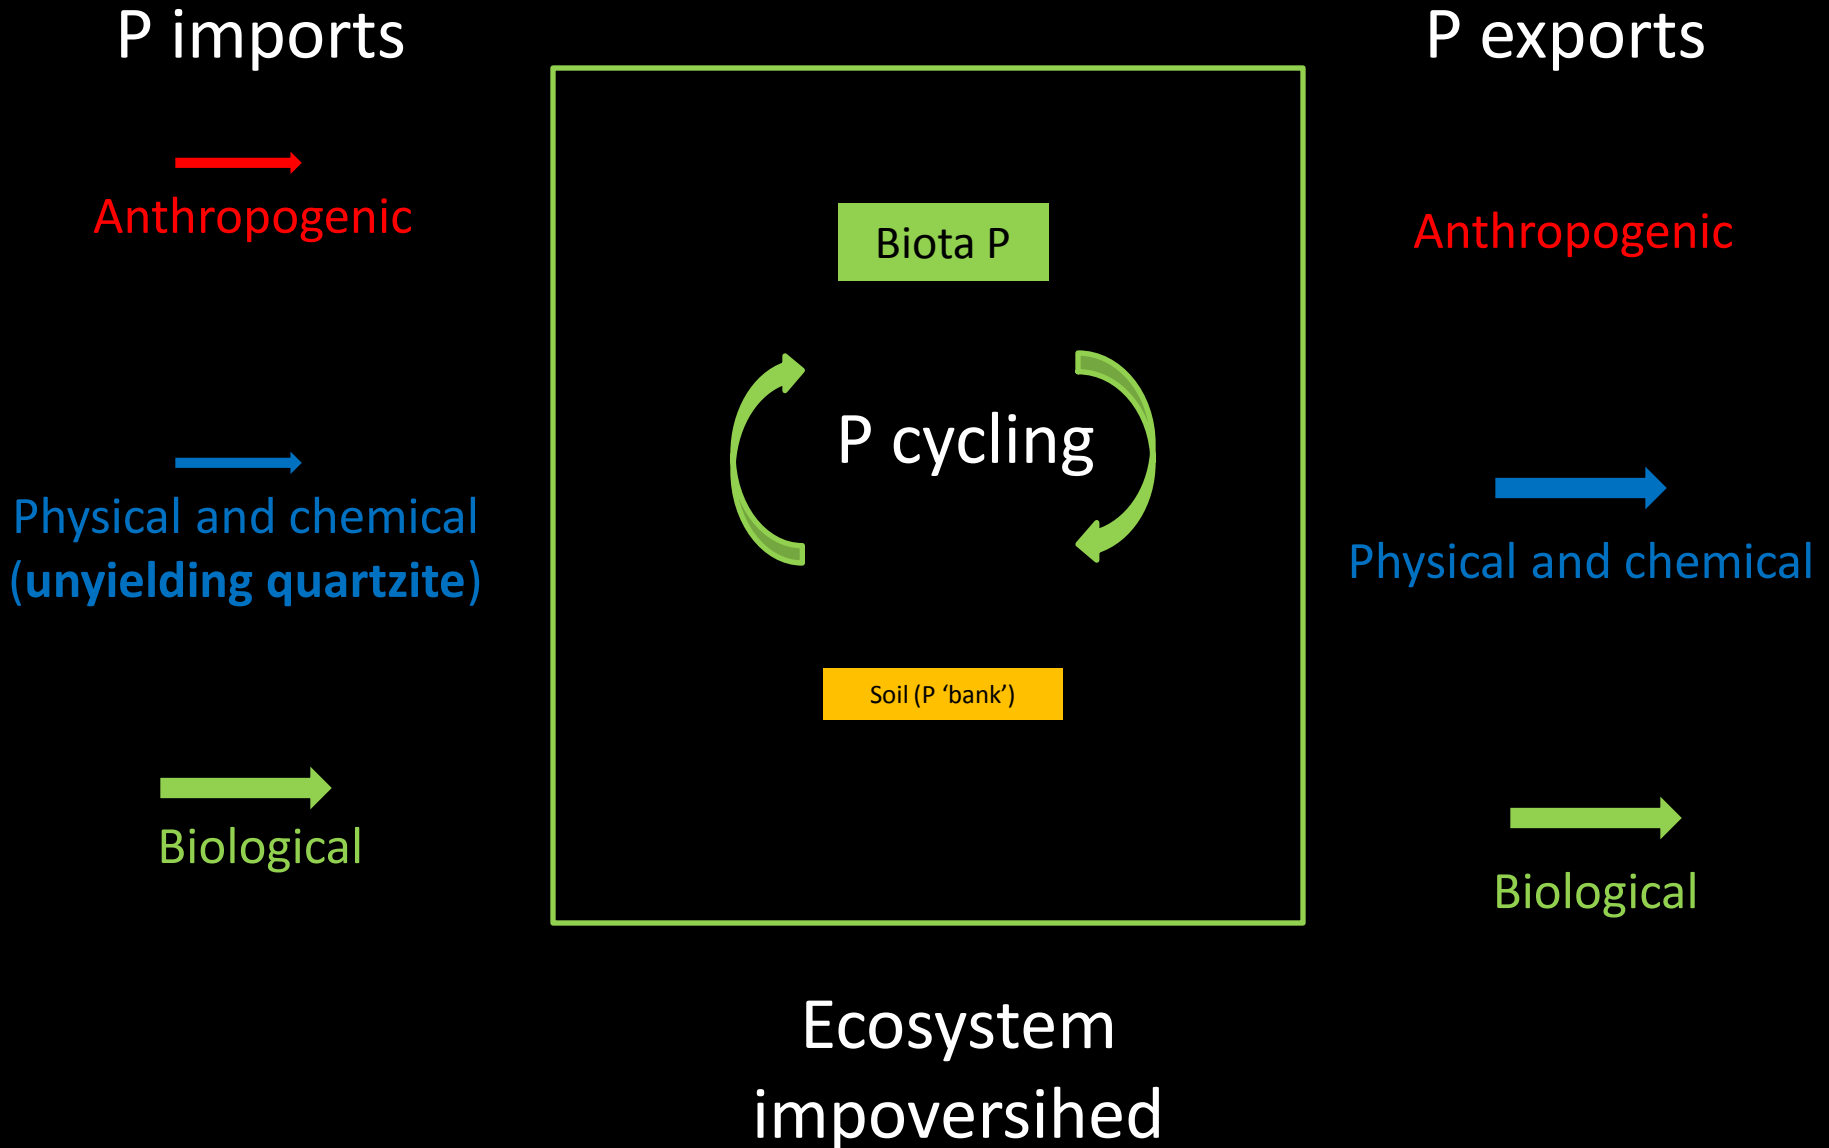 P imports
P exports
Anthropogenic
Biota P
Anthropogenic
P cycling
Physical and chemical
(unyielding quartzite)
Physical and chemical
Soil (P ‘bank’)
Biological
Biological
Ecosystem
impoversihed